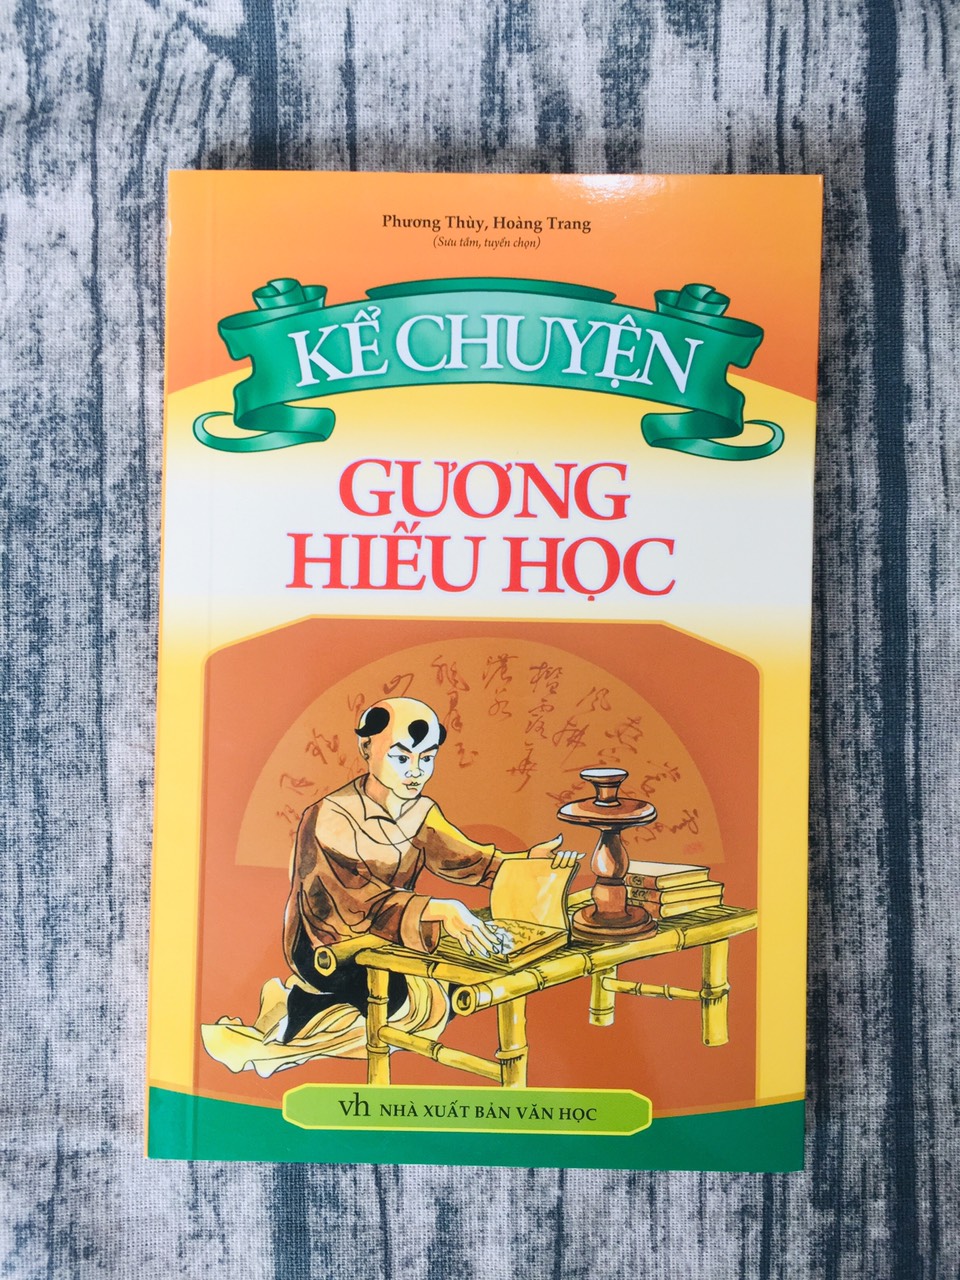 Phương Thùy, Hoàng Trang
(Sưu tầm, tuyển chọn)
KỂ CHUYỆN
GƯƠNG
HIẾU HỌC
vh NHÀ XUẤT BẢN VĂN HỌC